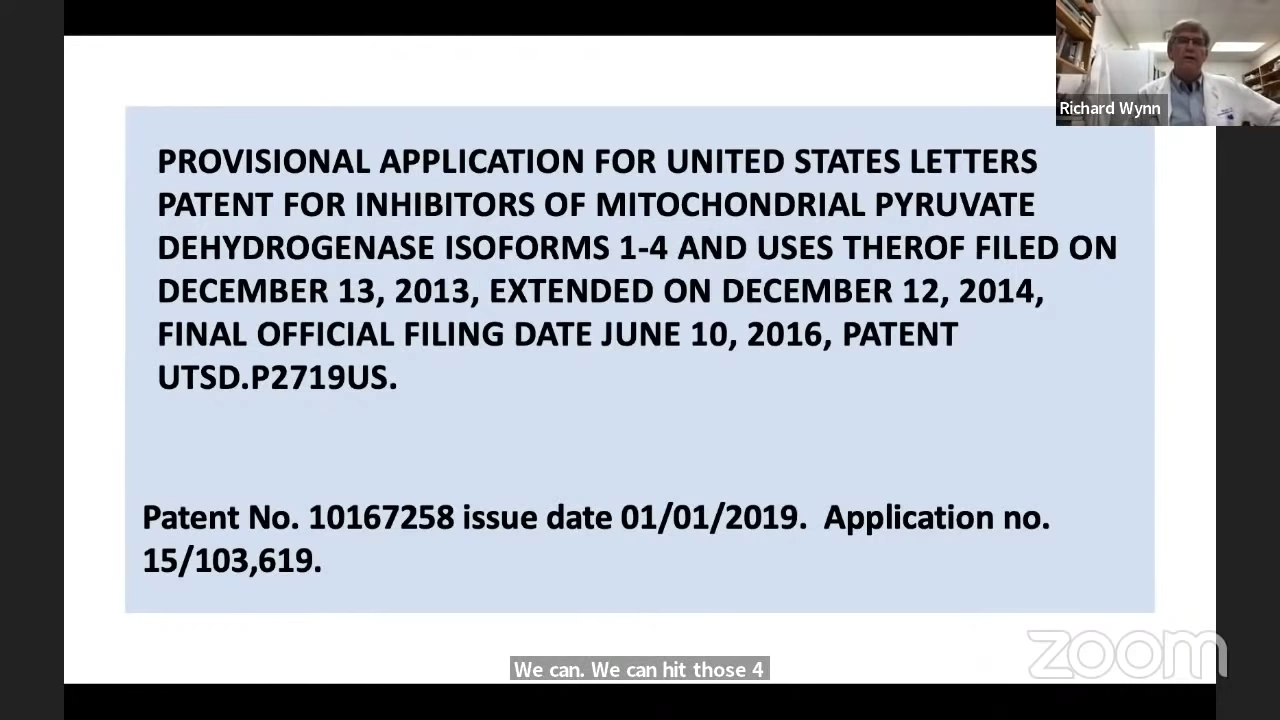 Richard Wynn
PROVISIONAL APPLICATION FOR UNITED STATES LETTERS
PATENT FOR INHIBITORS OF MITOCHONDRIAL PYRUVATE
DEHYDROGENASE ISOFORMS 1-4 AND USES THEROF FILED ON
DECEMBER 13, 2013, EXTENDED ON DECEMBER 12, 2014,
FINAL OFFICIAL FILING DATE JUNE 10, 2016, PATENT
UTSD.P2719US.
Patent No. 10167258 issue date 01/01/2019.  Application no.
15/103,619.
zoom
We can. We can hit those 4